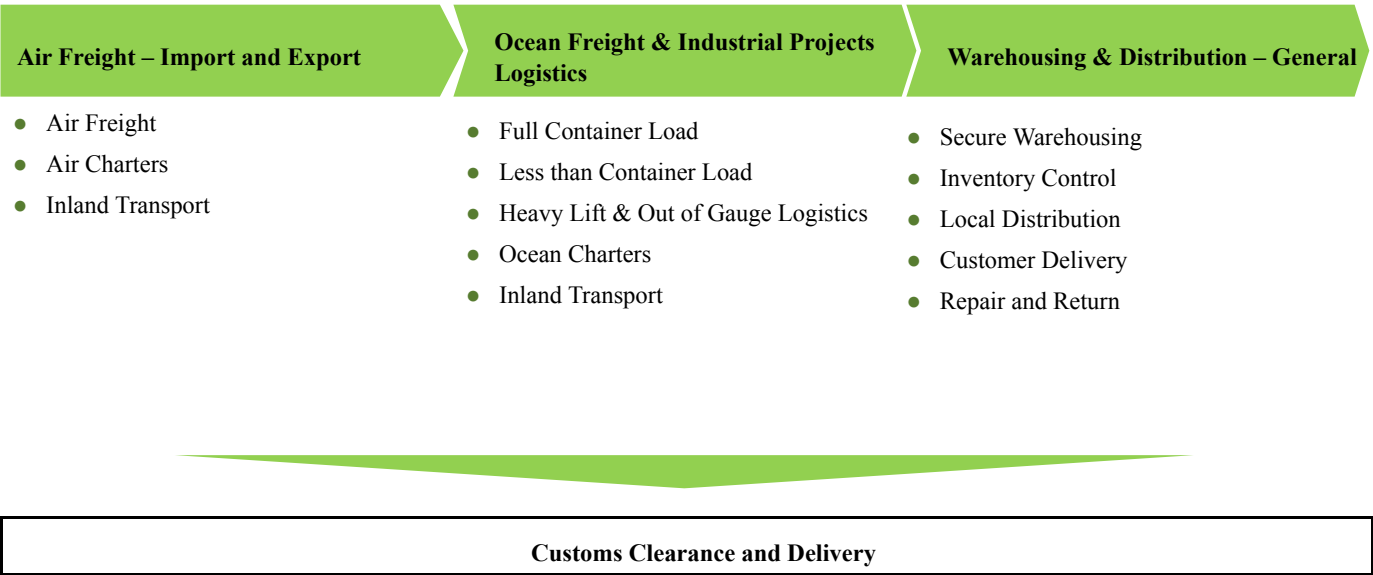 Air Freight – Import and Export
Ocean Freight & Industrial Projects
Logistics
Warehousing & Distribution – General
Air Freight
Air Charters
Inland Transport
Full Container Load
Less than Container Load
Heavy Lift & Out of Gauge Logistics
Ocean Charters
Inland Transport
Secure Warehousing
Inventory Control
Local Distribution
Customer Delivery
Repair and Return
Customs Clearance and Delivery